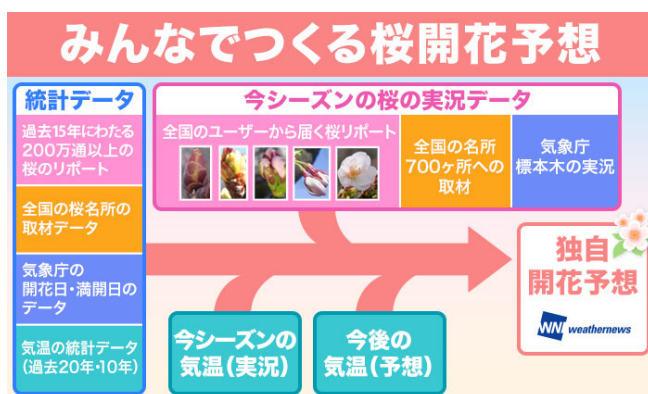 みんなでつくる桜開花予想
統計データ
過去15年にわたる
200万通以上の
桜のリポート
全国の桜名所の
取材データ
気象庁の
開花日・満開日の
データ
気温の統計データ
(過去20年・10年)
今シーズンの桜の実況データ
全国のユーザーから届く桜リポート
全国の名所
700ヶ所への
取材
気象庁
標本木の実況
今シーズンの
気温(実況)
今後の
気温(予想)
独自
開花予想
WNI weathernews